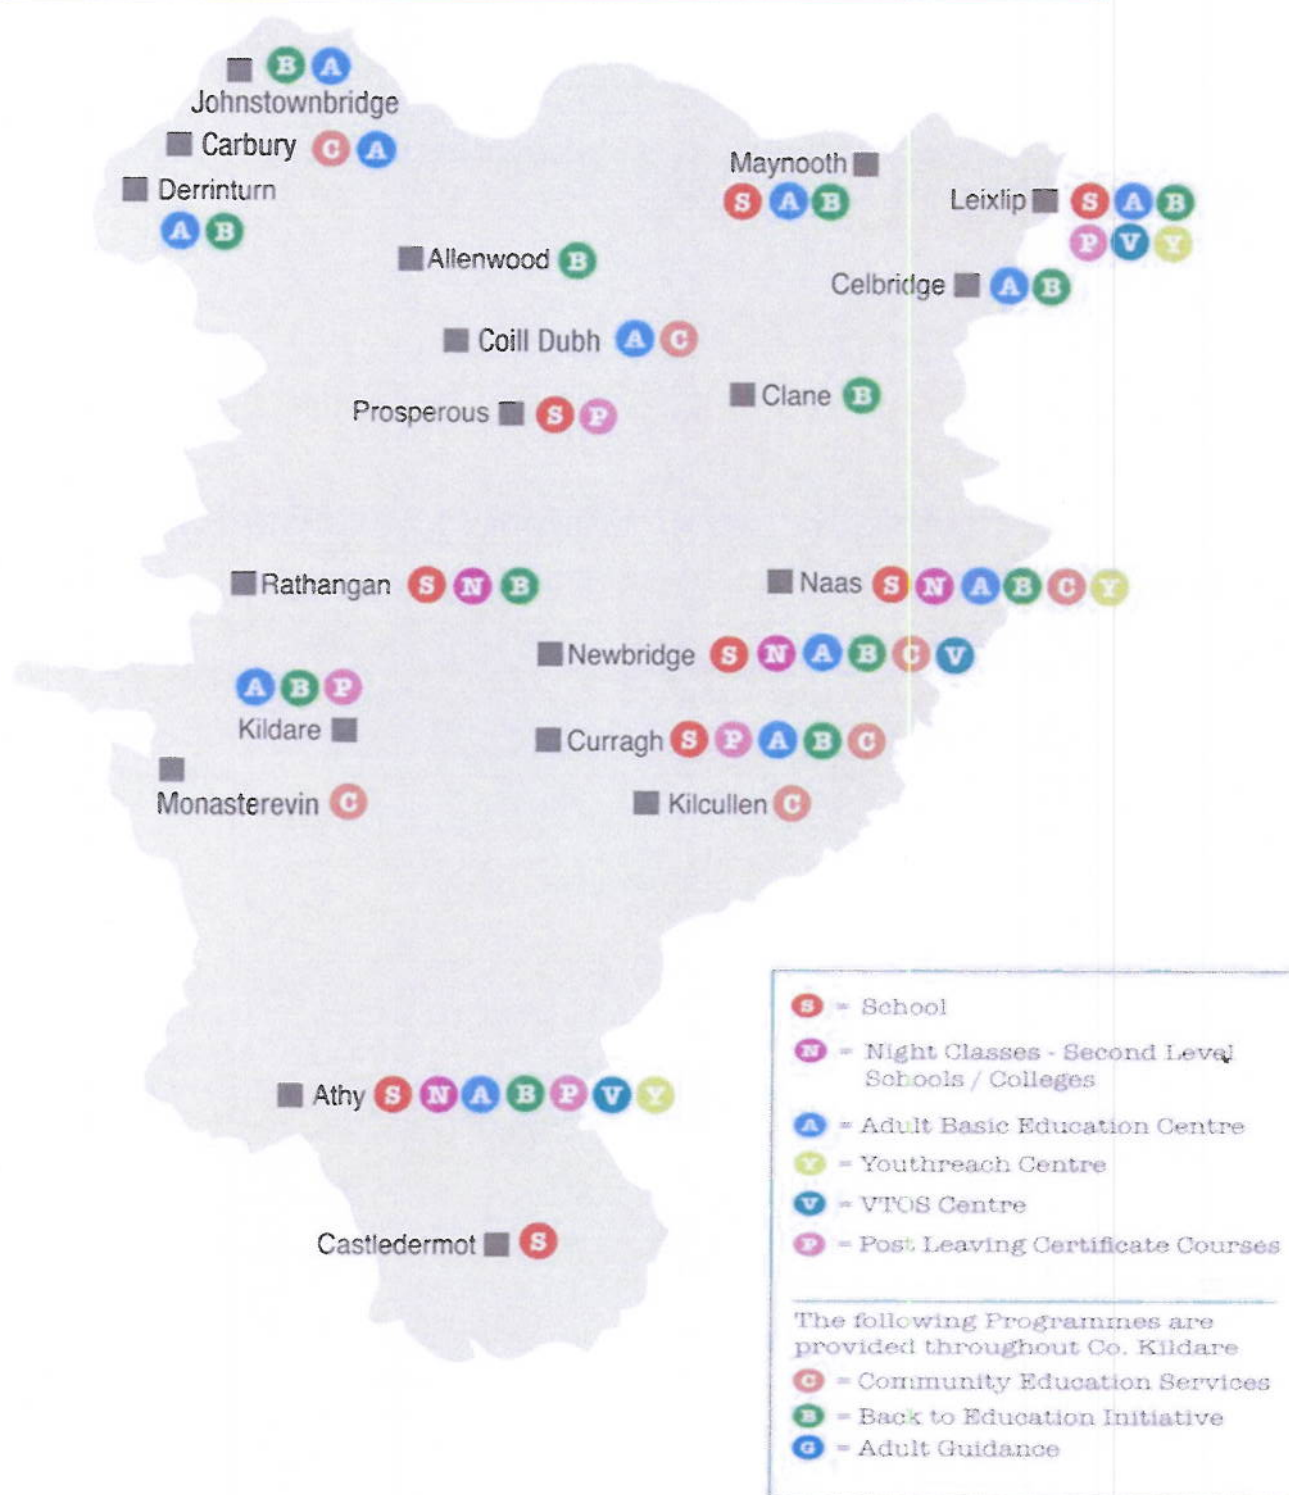 B A
Johnstownbridge
Carbury C A
Derrinturn
A B
Maynooth
S A B
Leixlip S A B
P V Y
Allenwood B
Celbridge A B
Coill Dubh A C
Clane B
Prosperous S P
Rathangan S N B
Naas S N A B C Y
Newbridge S N A B C V
A B P
Kildare
Curragh S P A B C
Monasterevin C
Kilcullen C
Athy S N A B P V Y
Castledermot S
S = School
N = Night Classes - Second Level
Schools / Colleges
A = Adult Basic Education Centre
Y = Youthreach Centre
V = VTOS Centre
P = Post Leaving Certificate Courses
The following Programmes are
provided throughout Co. Kildare
C = Community Education Services
B = Back to Education Initiative
G = Adult Guidance